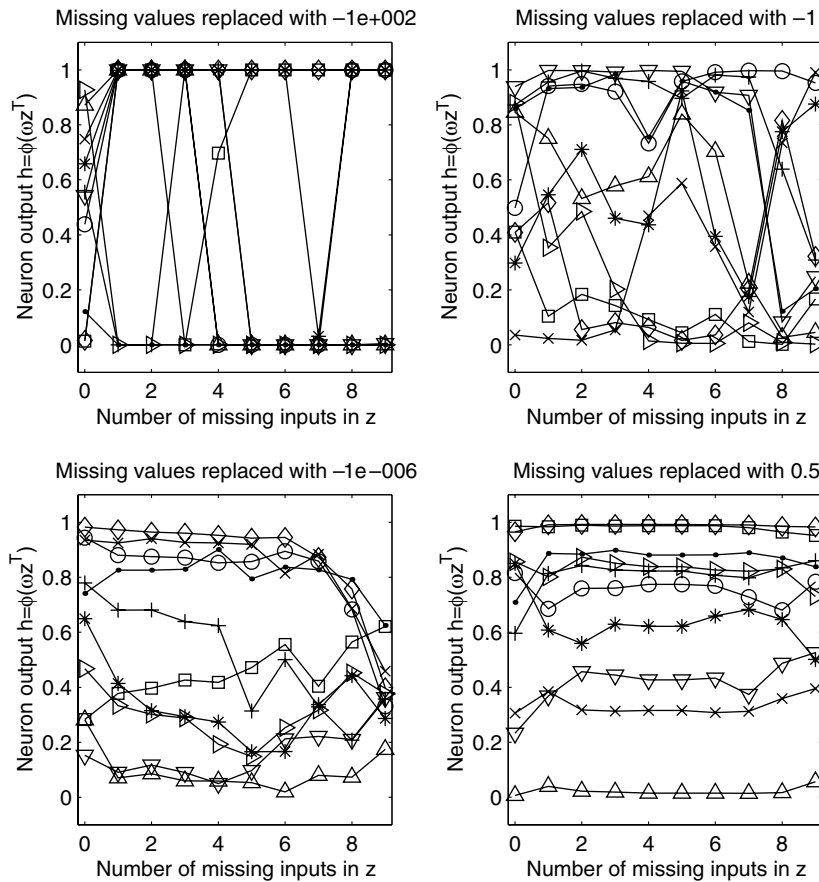 Missing values replaced with −1e+002
Neuron output h=ϕ(ωz^T)
1
0.8
0.6
0.4
0.2
0
0 2 4 6 8
Number of missing inputs in z
Missing values replaced with −1
Neuron output h=ϕ(ωz^T)
1
0.8
0.6
0.4
0.2
0
0 2 4 6 8
Number of missing inputs in z
Missing values replaced with −1e−006
Neuron output h=ϕ(ωz^T)
1
0.8
0.6
0.4
0.2
0
0 2 4 6 8
Number of missing inputs in z
Missing values replaced with 0.5
Neuron output h=ϕ(ωz^T)
1
0.8
0.6
0.4
0.2
0
0 2 4 6 8
Number of missing inputs in z